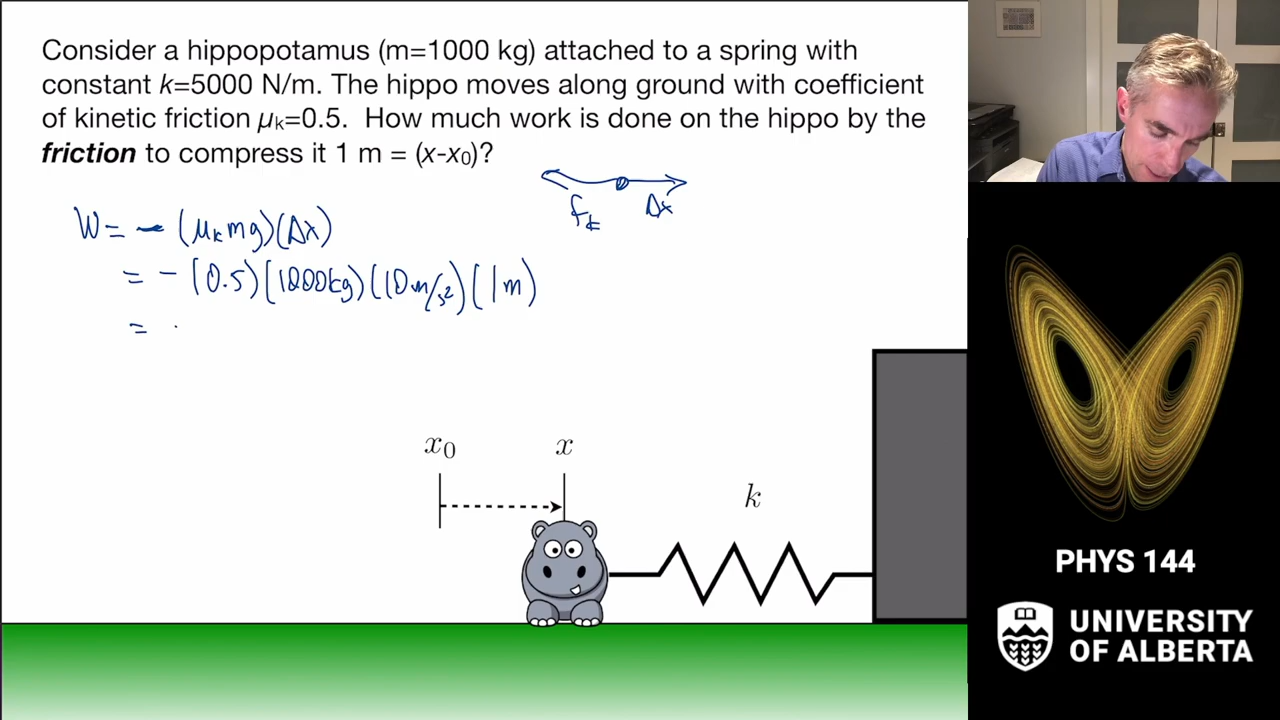 Consider a hippopotamus (m=1000 kg) attached to a spring with
constant k=5000 N/m. The hippo moves along ground with coefficient
of kinetic friction μk=0.5. How much work is done on the hippo by the
friction to compress it 1 m = (x-x₀)?
fₖ Δx
W = - (μₖmg)(Δx)
= - (0.5)(1000kg)(10m/s²)(1m)
=
x₀ x
k
PHYS 144
UNIVERSITY
OF ALBERTA